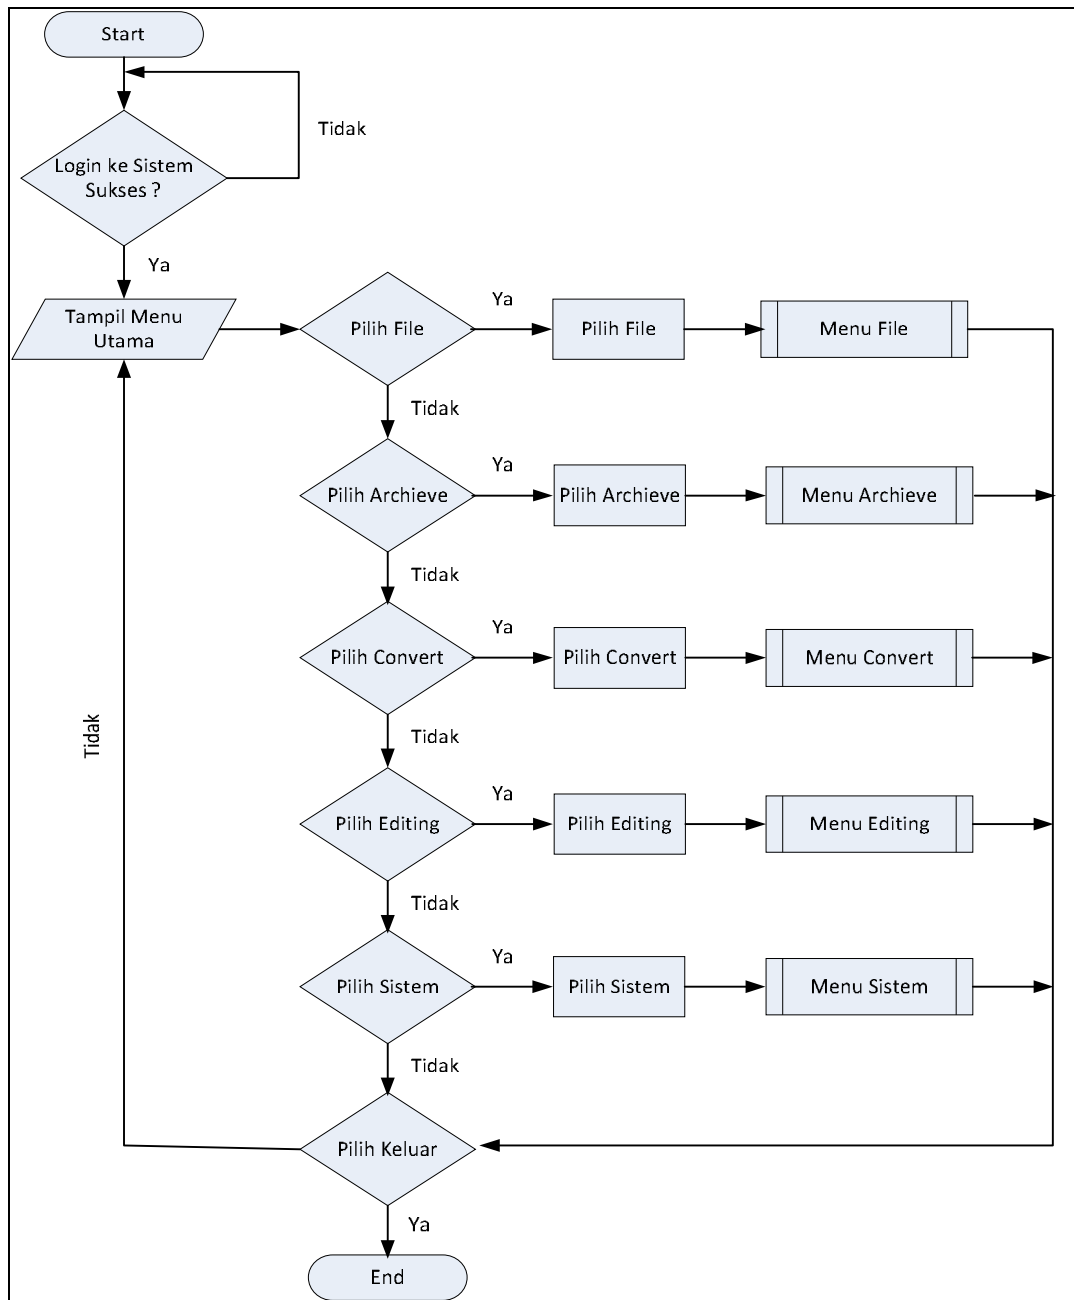 Start
Tidak
Login ke Sistem
Sukses ?
Ya
Tampil Menu
Utama
Pilih File
Ya
Pilih File
Menu File
Tidak
Pilih Archieve
Ya
Pilih Archieve
Menu Archieve
Tidak
Pilih Convert
Ya
Pilih Convert
Menu Convert
Tidak
Tidak
Pilih Editing
Ya
Pilih Editing
Menu Editing
Tidak
Pilih Sistem
Ya
Pilih Sistem
Menu Sistem
Tidak
Pilih Keluar
Ya
End